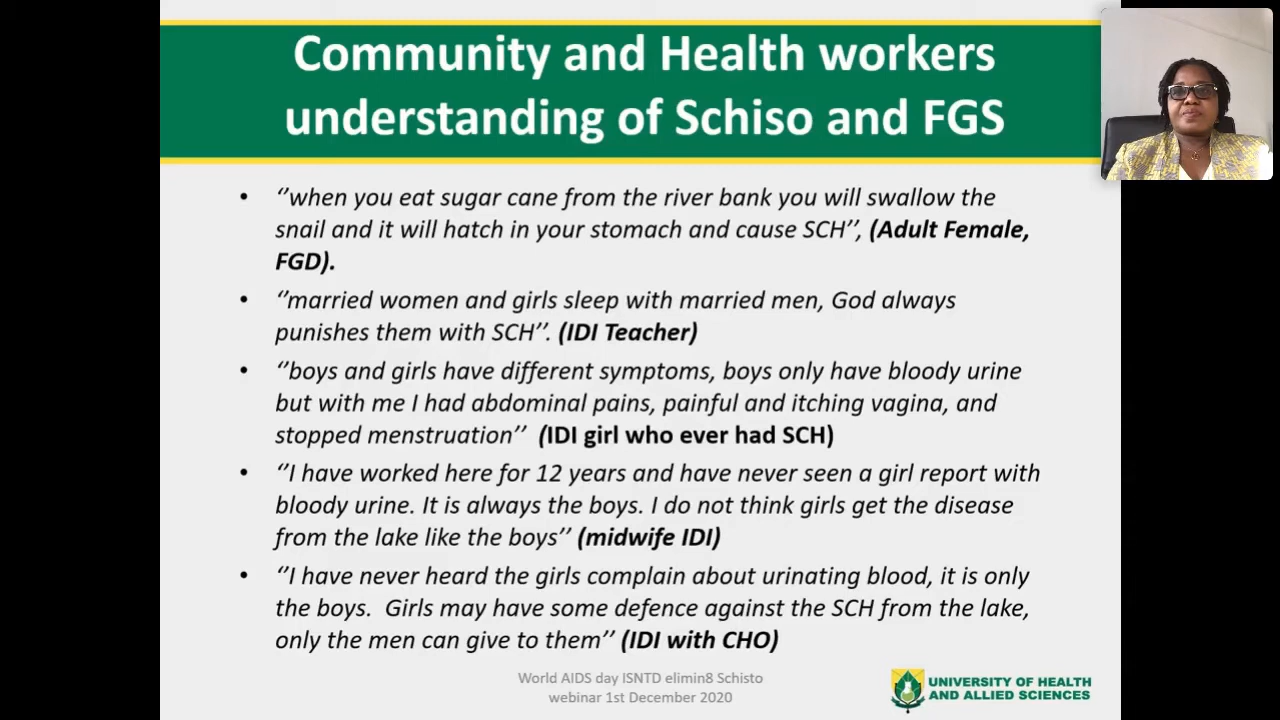 Community and Health workers
understanding of Schiso and FGS
• ‘’when you eat sugar cane from the river bank you will swallow the
snail and it will hatch in your stomach and cause SCH’’, (Adult Female,
FGD).
• ‘’married women and girls sleep with married men, God always
punishes them with SCH’’. (IDI Teacher)
• ‘’boys and girls have different symptoms, boys only have bloody urine
but with me I had abdominal pains, painful and itching vagina, and
stopped menstruation’’ (IDI girl who ever had SCH)
• ‘’I have worked here for 12 years and have never seen a girl report with
bloody urine. It is always the boys. I do not think girls get the disease
from the lake like the boys’’ (midwife IDI)
• ‘’I have never heard the girls complain about urinating blood, it is only
the boys. Girls may have some defence against the SCH from the lake,
only the men can give to them’’ (IDI with CHO)
World AIDS day ISNTD elimin8 Schisto
webinar 1st December 2020
UNIVERSITY OF HEALTH
AND ALLIED SCIENCES